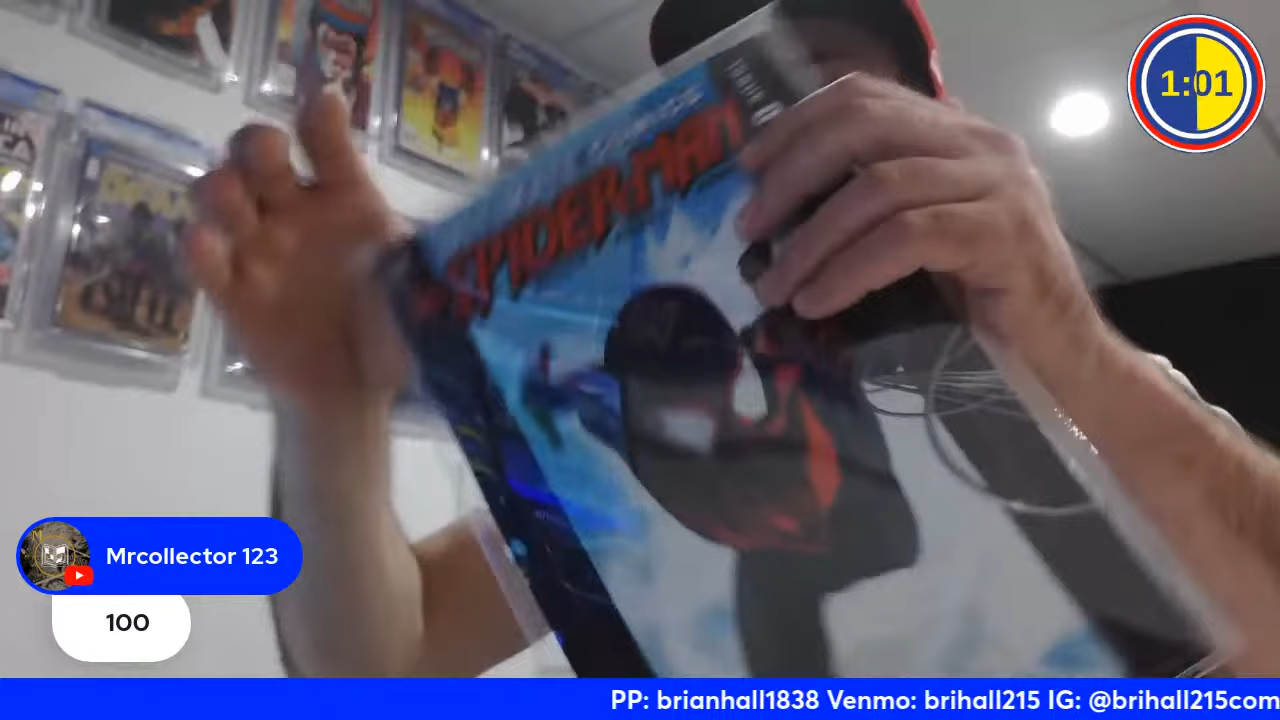 1:01
SPIDER-MAN
Mrcollector 123
100
PP: brianhall1838 Venmo: brihall215 IG: @brihall215com